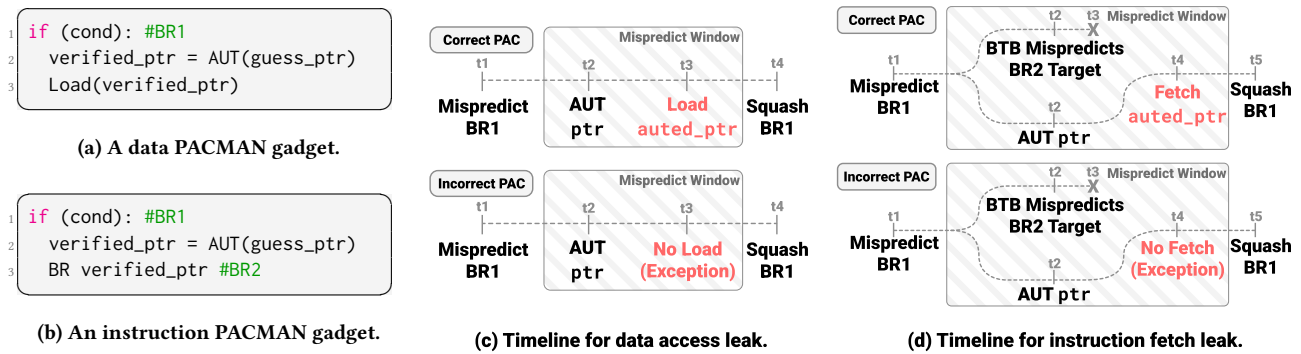 1 if (cond): #BR1
2 verified_ptr = AUT(guess_ptr)
3 Load(verified_ptr)
(a) A data PACMAN gadget.
1 if (cond): #BR1
2 verified_ptr = AUT(guess_ptr)
3 BR verified_ptr #BR2
(b) An instruction PACMAN gadget.
Correct PAC
Mispredict Window
t1 t2 t3 t4
Mispredict AUT Load Squash
BR1 ptr auted_ptr BR1
Incorrect PAC
Mispredict Window
t1 t2 t3 t4
Mispredict AUT No Load Squash
BR1 ptr (Exception) BR1
(c) Timeline for data access leak.
Correct PAC
t2 t3 Mispredict Window
X
BTB Mispredicts
BR2 Target
t1 t4 t5
Mispredict Fetch Squash
BR1 auted_ptr BR1
t2
AUT ptr
Incorrect PAC
t2 t3 Mispredict Window
X
BTB Mispredicts
BR2 Target
t1 t4 t5
Mispredict No Fetch Squash
BR1 (Exception) BR1
t2
AUT ptr
(d) Timeline for instruction fetch leak.